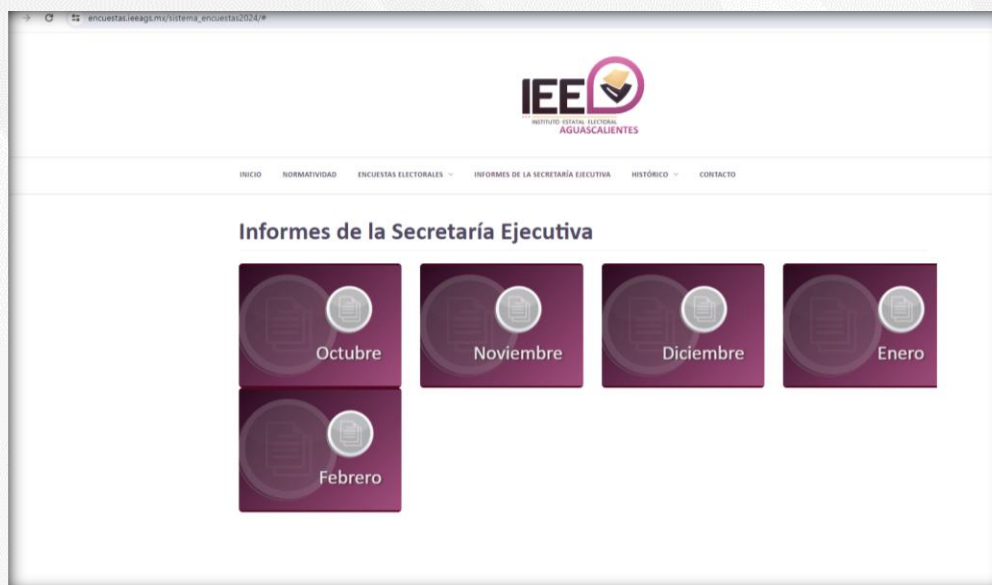 encuestas.ieeags.mx/sistema_encuestas2024/#
IEE
INSTITUTO ESTATAL ELECTORAL
AGUASCALIENTES
INICIO NORMATIVIDAD ENCUESTAS ELECTORALES INFORMES DE LA SECRETARÍA EJECUTIVA HISTÓRICO CONTACTO
Informes de la Secretaría Ejecutiva
Octubre Noviembre Diciembre Enero
Febrero